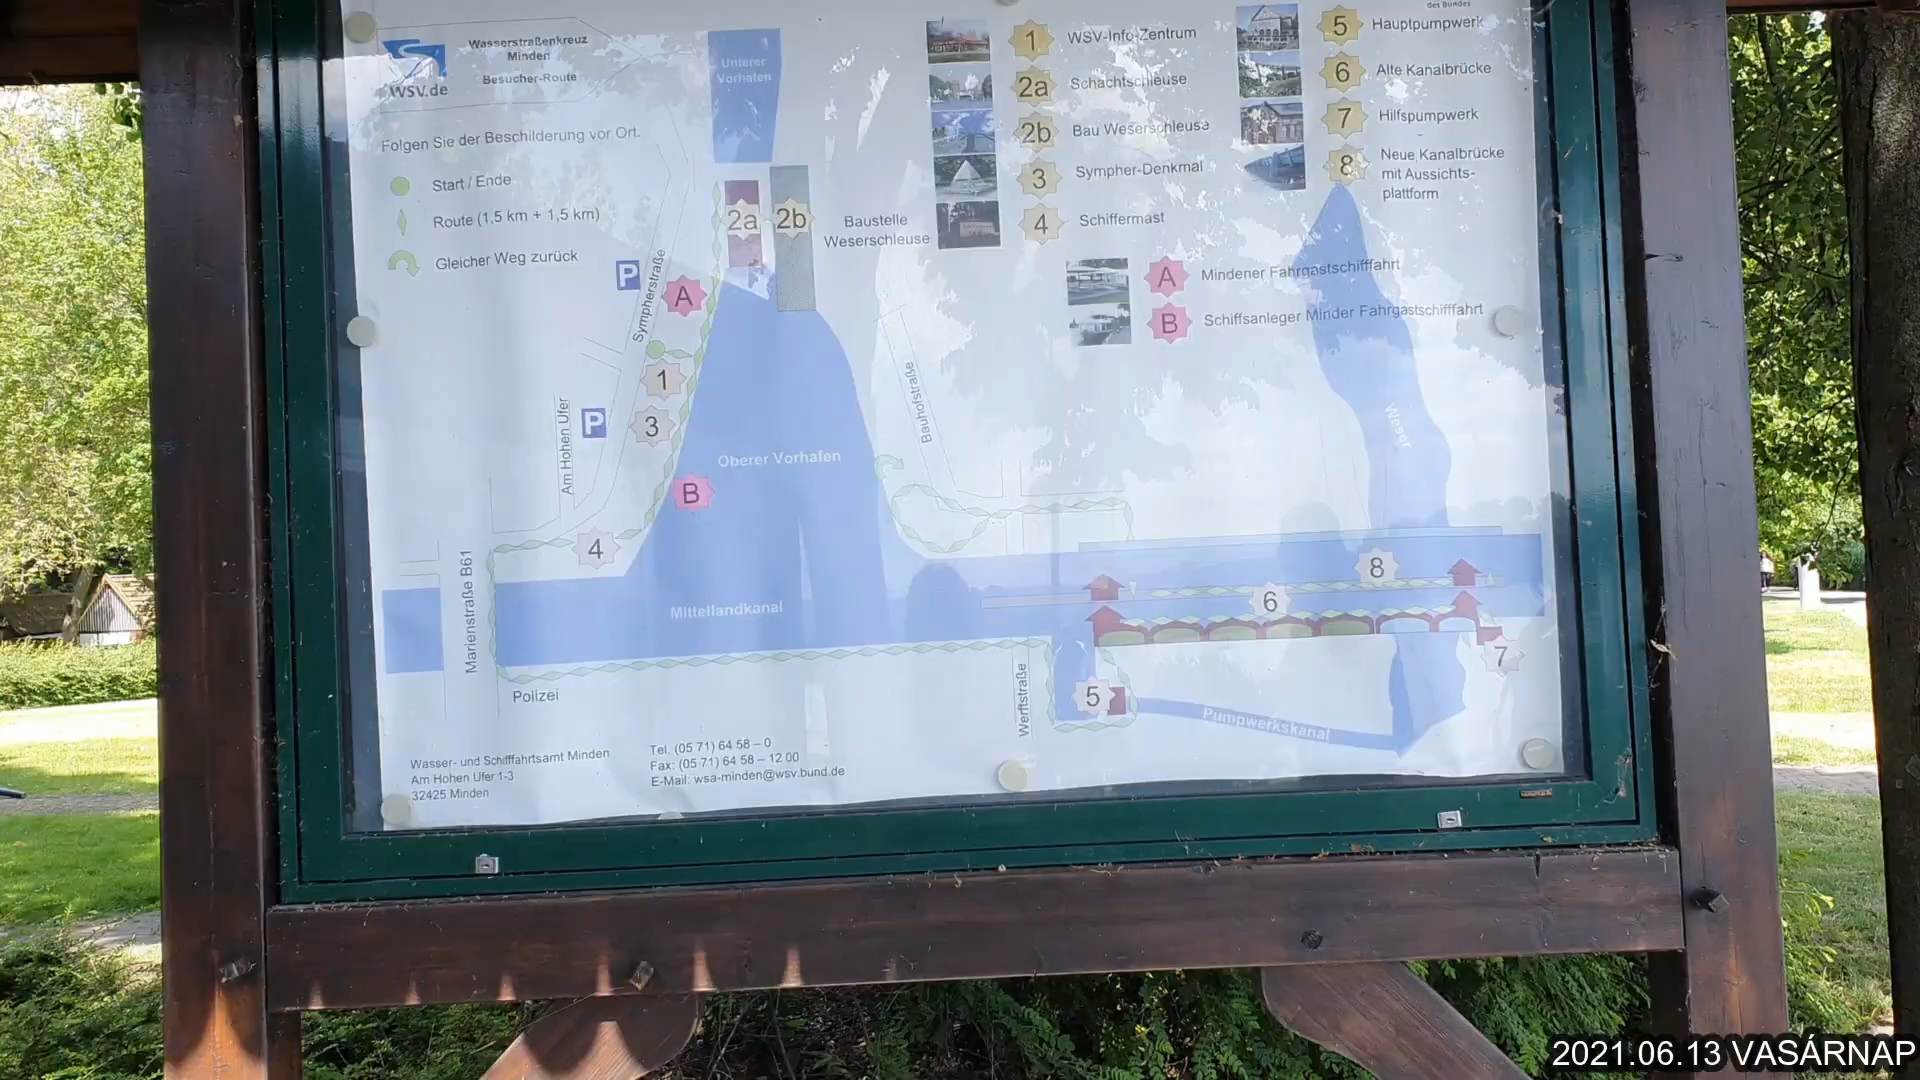 Wasserstraßenkreuz
Minden
Besucher-Route
WSV.de
Folgen Sie der Beschilderung vor Ort.
Start / Ende
Route (1,5 km + 1,5 km)
Gleicher Weg zurück
Unterer
Vorhafen
2a
2b
Baustelle
Weserschleuse
1 WSV-Info-Zentrum
2a Schachtschleuse
2b Bau Weserschleuse
3 Sympher-Denkmal
4 Schiffermast
des Bundes
5 Hauptpumpwerk
6 Alte Kanalbrücke
7 Hilfspumpwerk
8 Neue Kanalbrücke
mit Aussichts-
plattform
A Mindener Fahrgastschifffahrt
B Schiffsanleger Minder Fahrgastschifffahrt
P
Sympherstraße
A
1
P
3
Am Hohen Ufer
B
Oberer Vorhafen
Bauhofstraße
Weser
4
Marienstraße B61
Mittellandkanal
8
6
7
Polizei
Werftstraße
5
Pumpwerkskanal
Wasser- und Schifffahrtsamt Minden
Am Hohen Ufer 1-3
32425 Minden
Tel. (05 71) 64 58 – 0
Fax: (05 71) 64 58 – 12 00
E-Mail: wsa-minden@wsv.bund.de
2021.06.13 VASÁRNAP